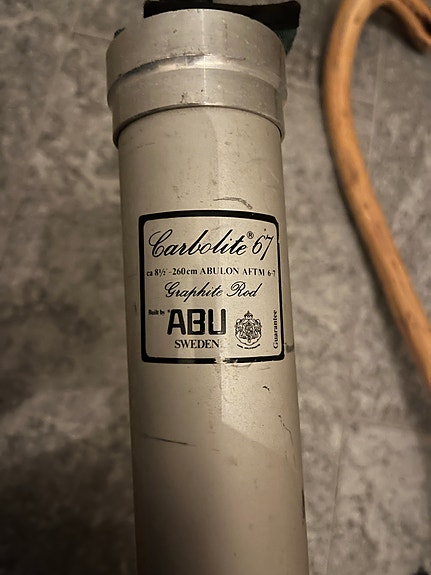 Carbolite® 67
ca 8½' - 260cm ABULON AFTM 6-7
Graphite Rod
Built by
ABU
SWEDEN
Guarantee